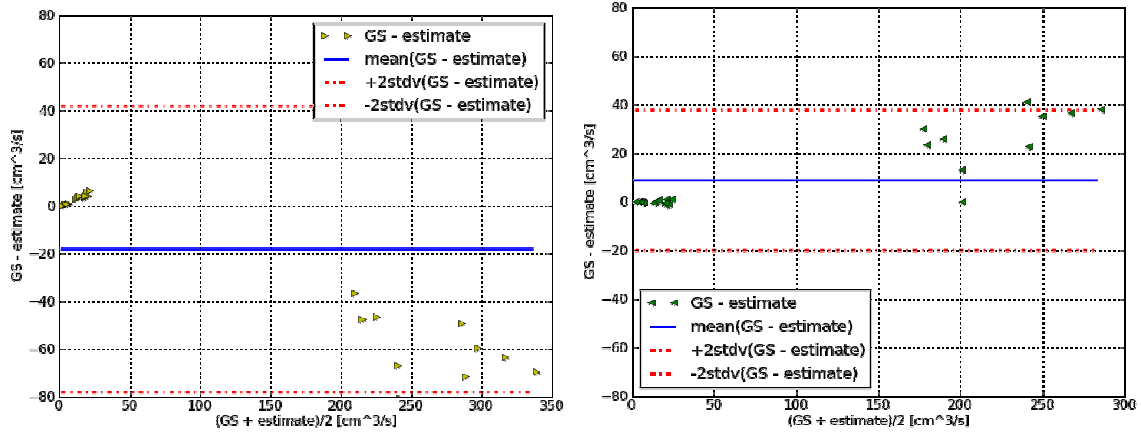 80
60
40
20
0
−20
−40
−60
−80
GS - estimate [cm^3/s]
GS - estimate
mean(GS - estimate)
+2stdv(GS - estimate)
-2stdv(GS - estimate)
0 50 100 150 200 250 300 350
(GS + estimate)/2 [cm^3/s]
80
60
40
20
0
−20
−40
−60
−80
GS - estimate [cm^3/s]
GS - estimate
mean(GS - estimate)
+2stdv(GS - estimate)
-2stdv(GS - estimate)
0 50 100 150 200 250 300
(GS + estimate)/2 [cm^3/s]